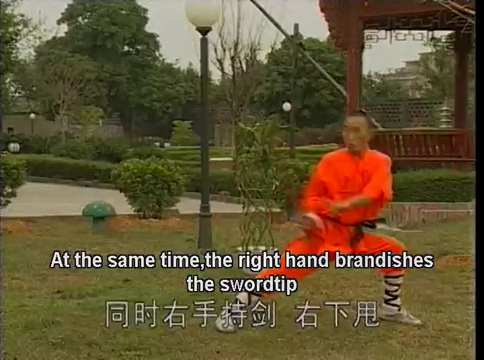 At the same time,the right hand brandishes
the swordtip
同时右手持剑 右下甩